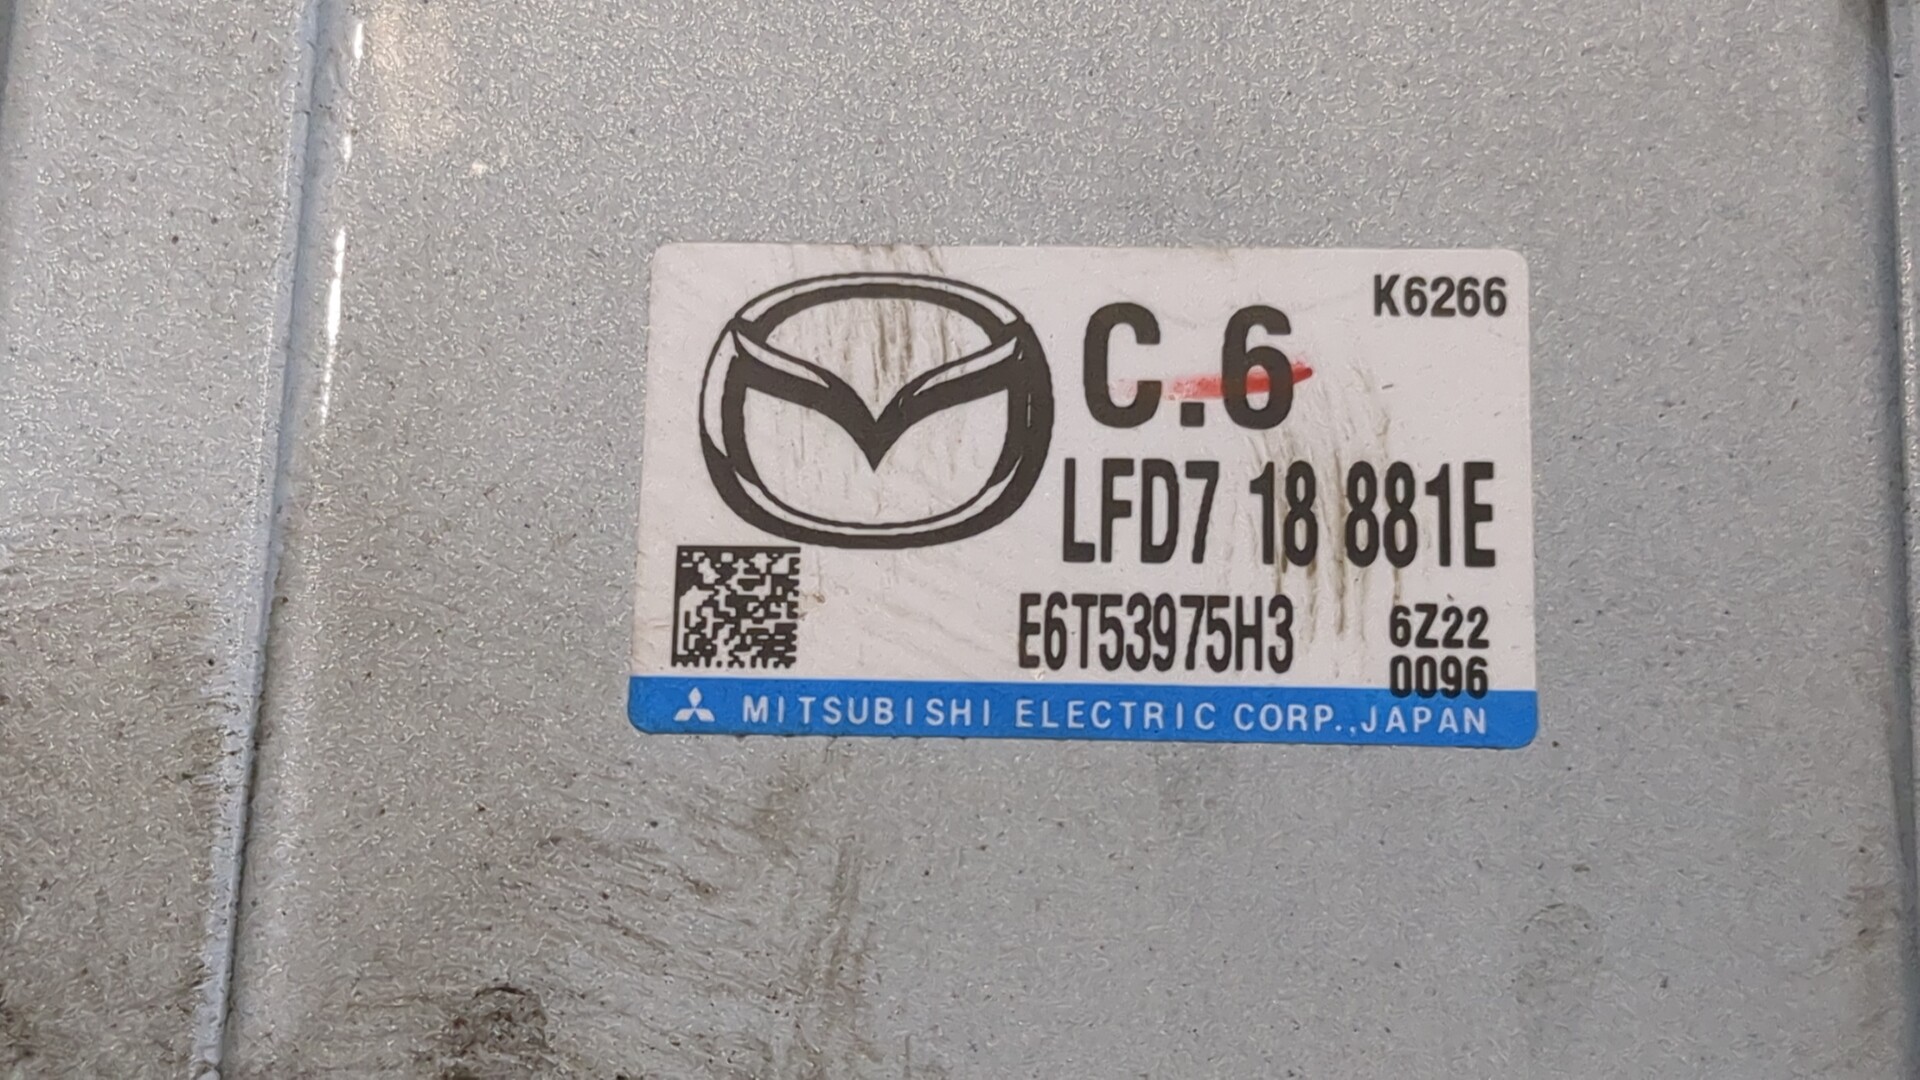 K6266
C.6
LFD7 18 881E
E6T53975H3 6Z22
0096
MITSUBISHI ELECTRIC CORP.,JAPAN